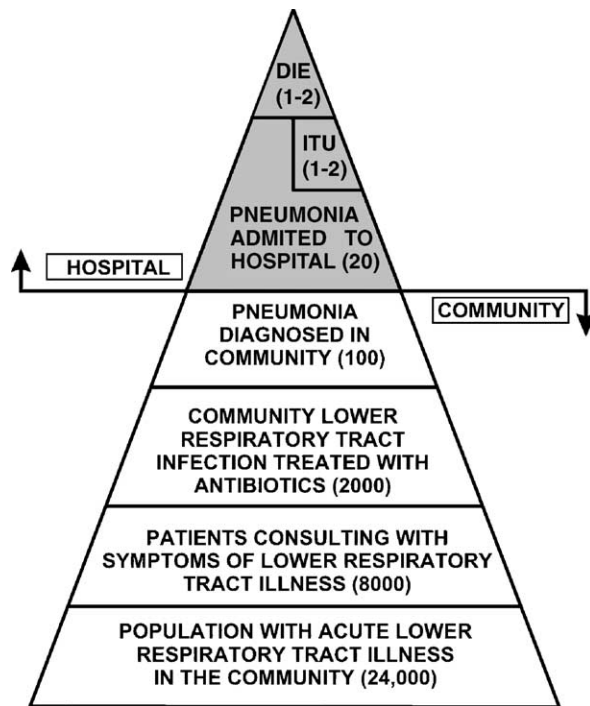 DIE
(1-2)
ITU
(1-2)
PNEUMONIA
ADMITED TO
HOSPITAL (20)
HOSPITAL
COMMUNITY
PNEUMONIA
DIAGNOSED IN
COMMUNITY (100)
COMMUNITY LOWER
RESPIRATORY TRACT
INFECTION TREATED WITH
ANTIBIOTICS (2000)
PATIENTS CONSULTING WITH
SYMPTOMS OF LOWER RESPIRATORY
TRACT ILLNESS (8000)
POPULATION WITH ACUTE LOWER
RESPIRATORY TRACT ILLNESS
IN THE COMMUNITY (24,000)